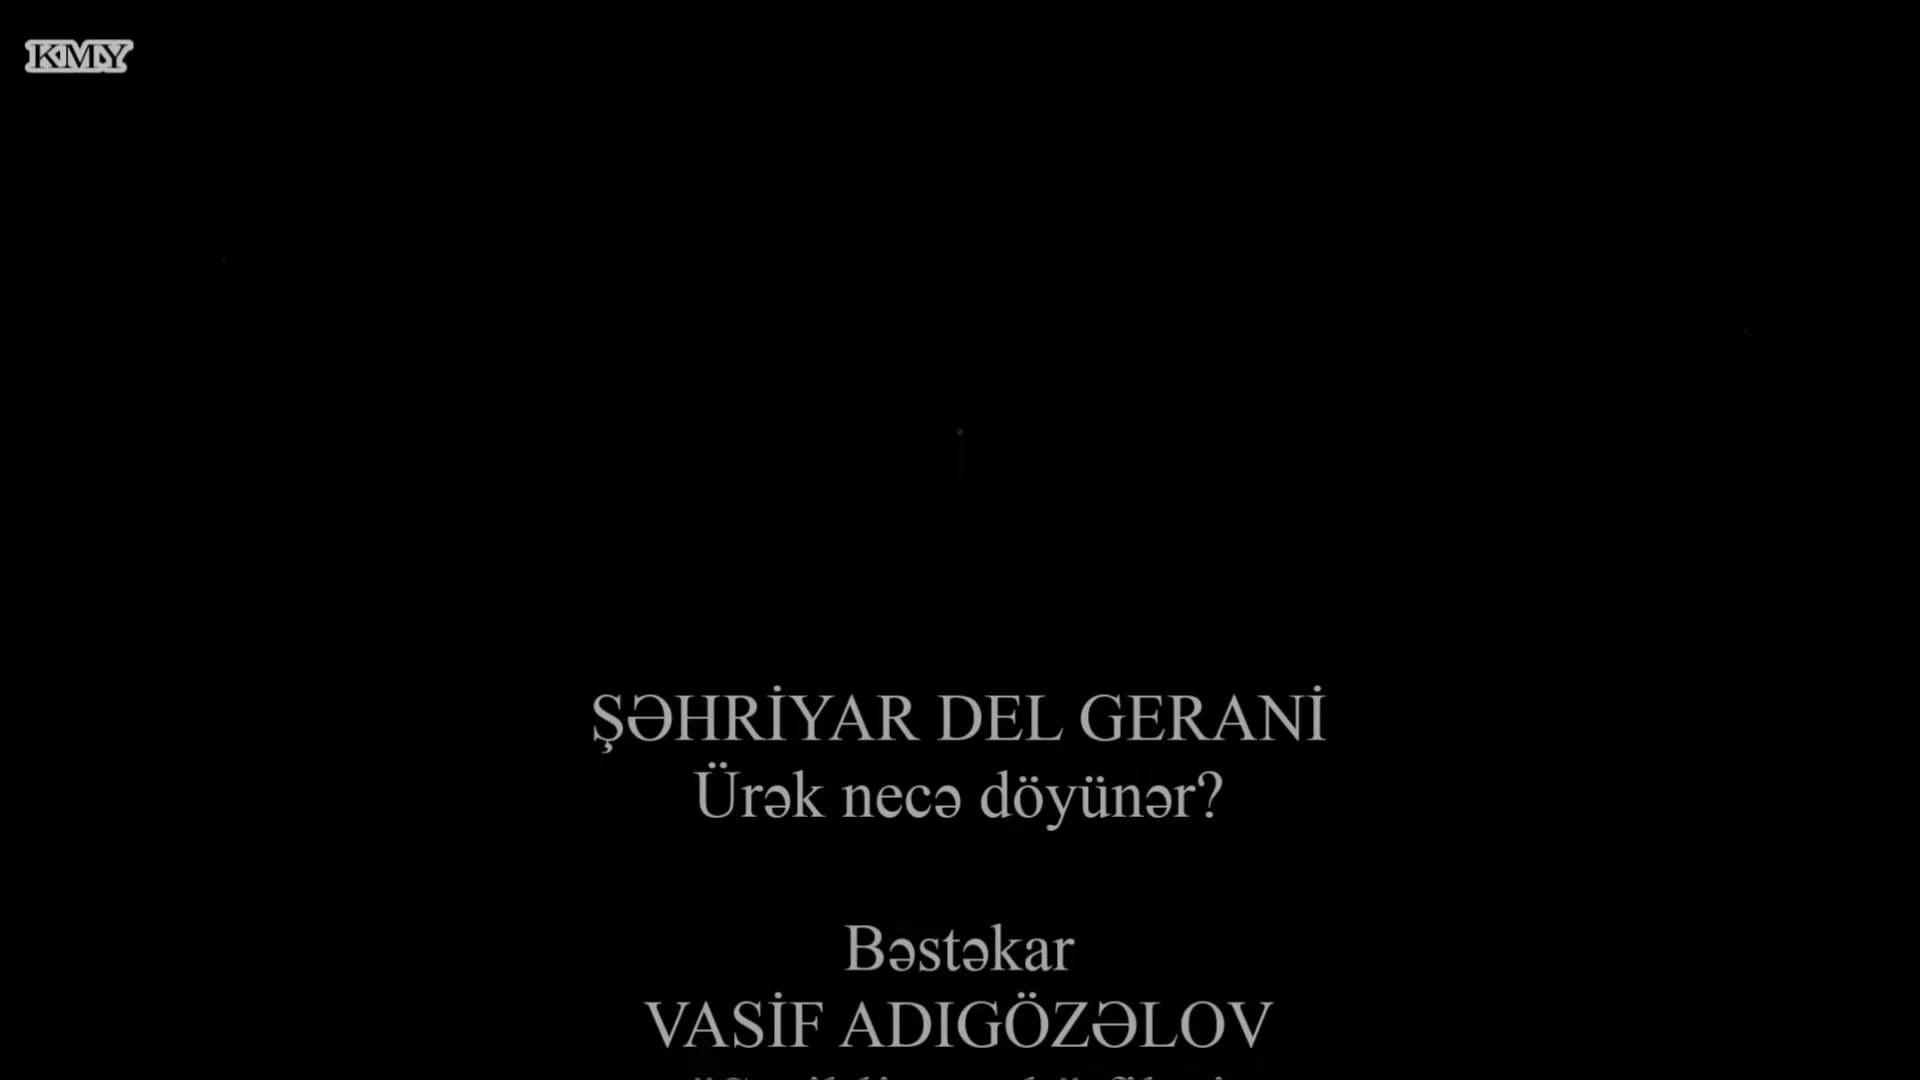 KMY
ŞƏHRİYAR DEL GERANİ
Ürək necə döyünər?
Bəstəkar
VASİF ADIGÖZƏLOV